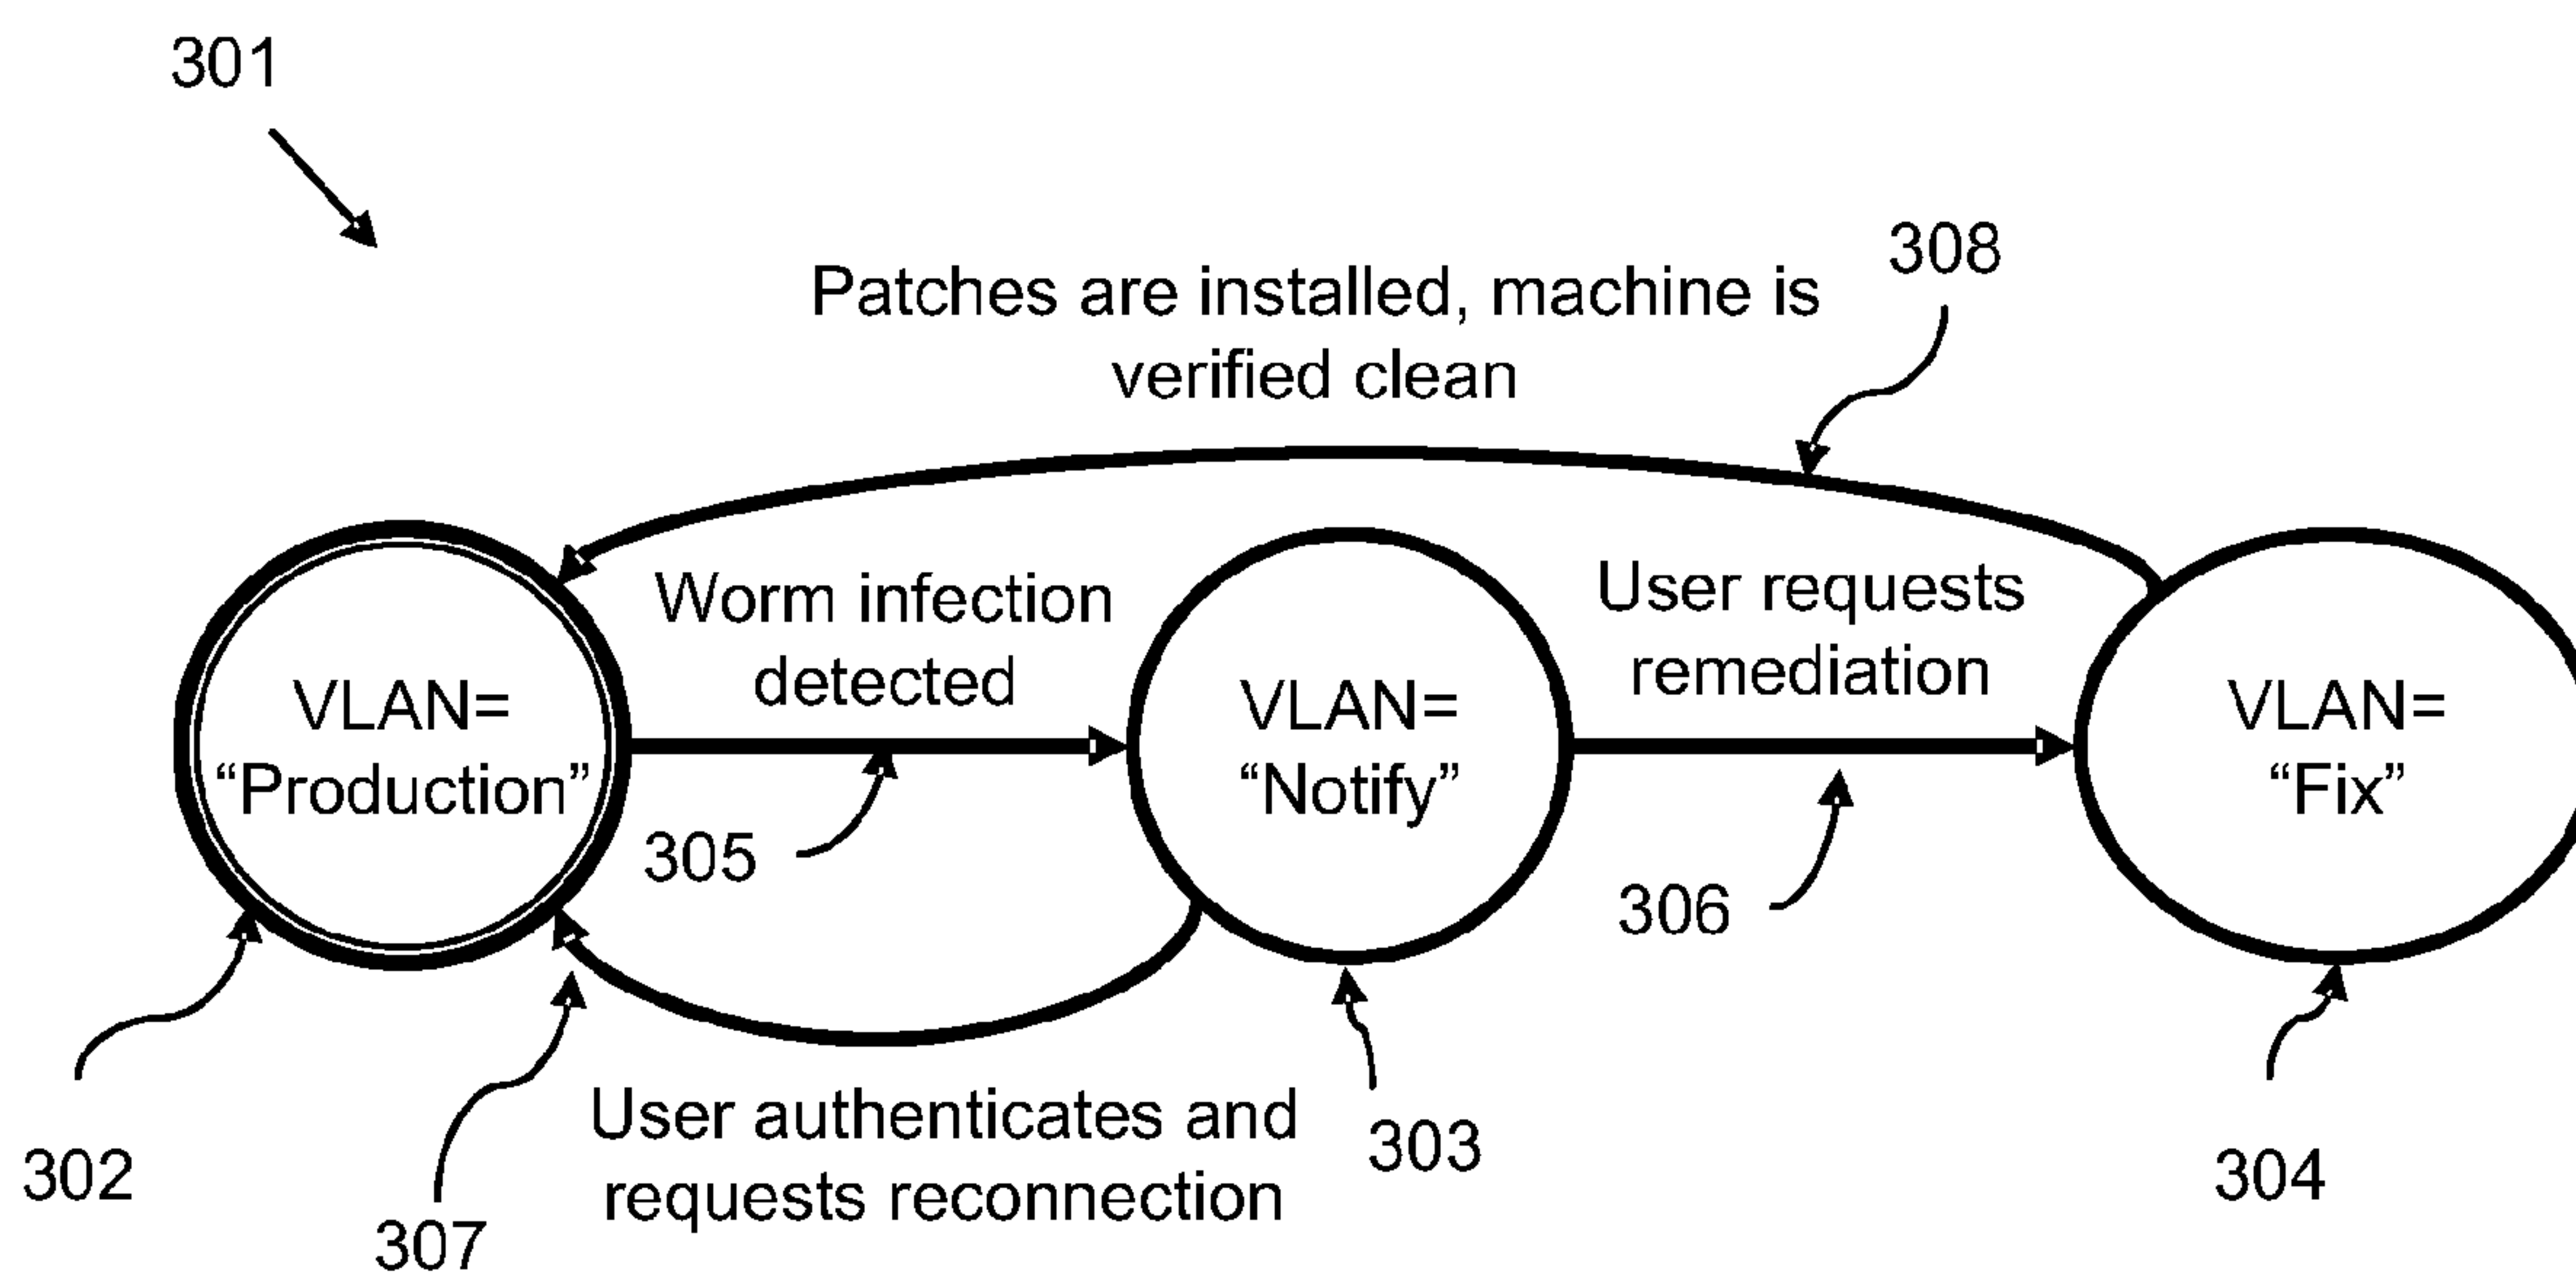 301
308
Patches are installed, machine is
verified clean
Worm infection
detected
User requests
remediation
VLAN=
“Production”
VLAN=
“Notify”
VLAN=
“Fix”
305
306
User authenticates and
requests reconnection
302
307
303
304